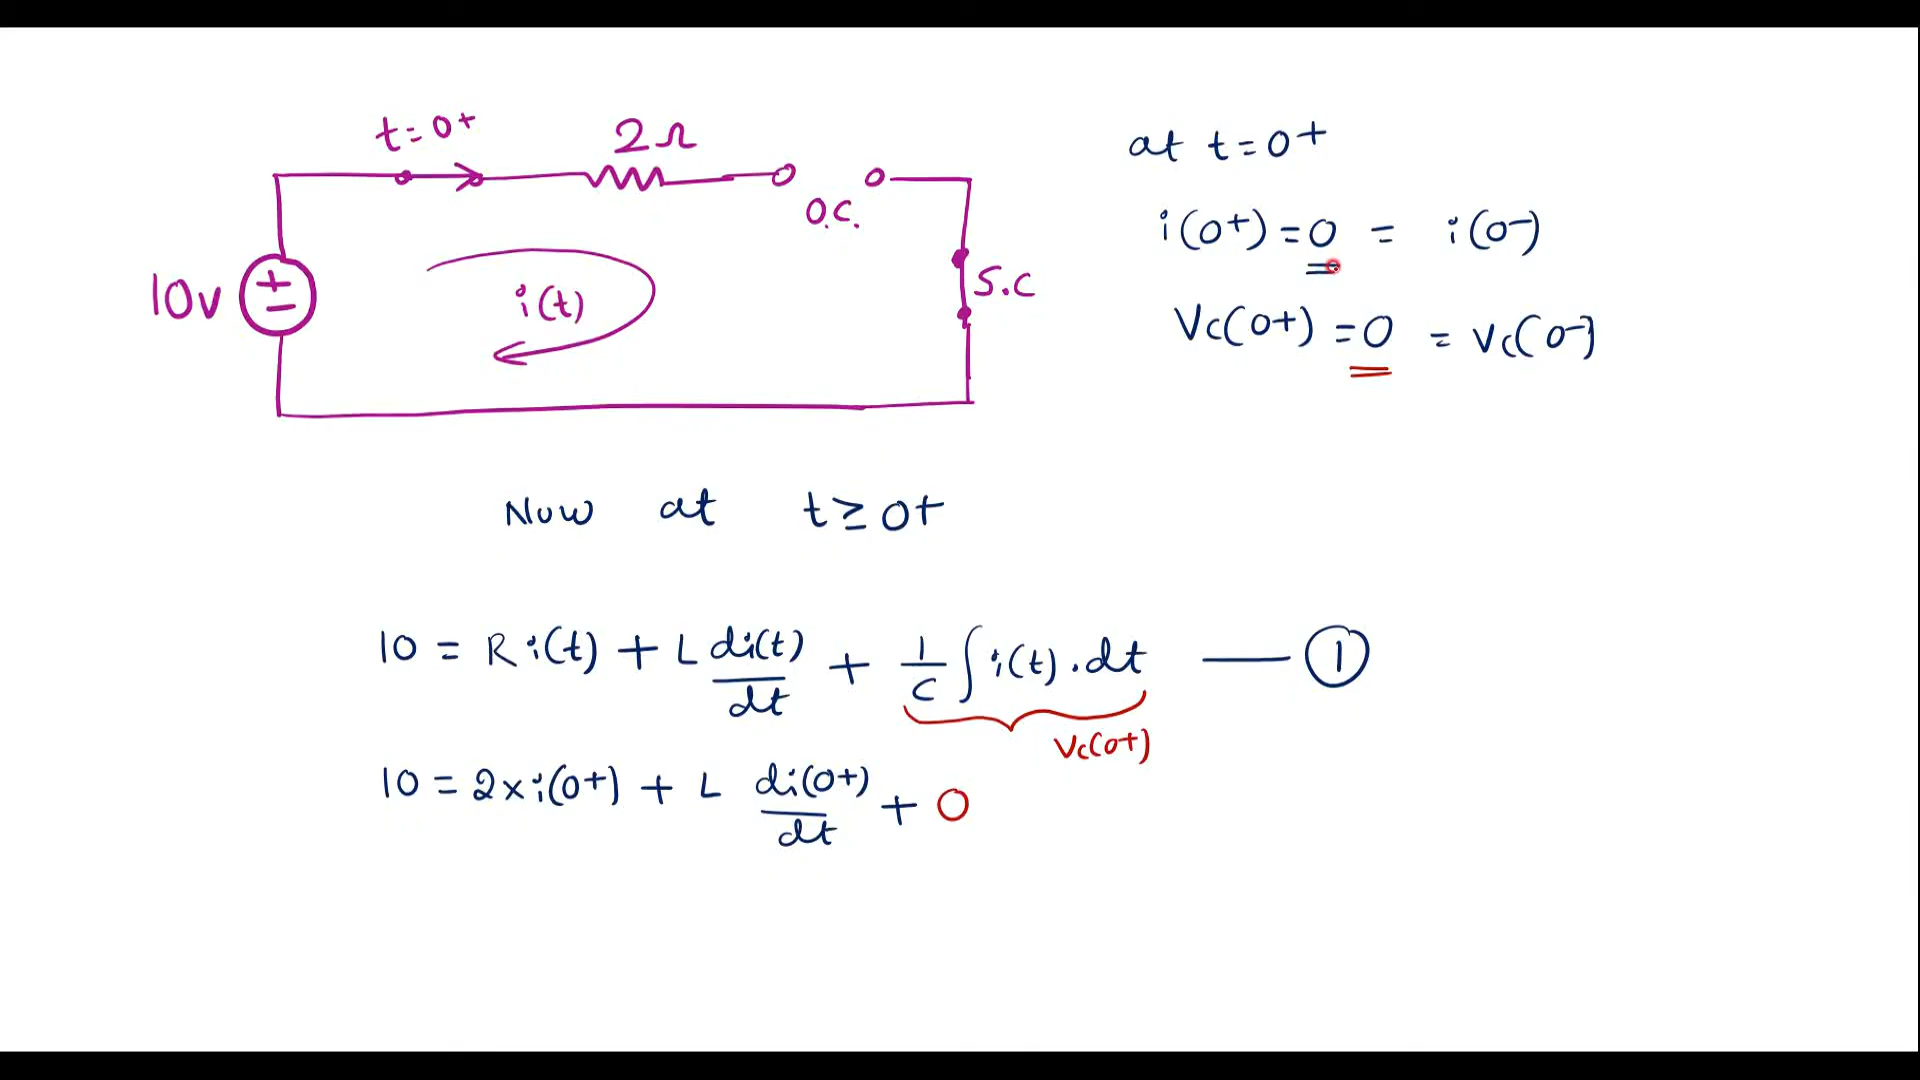 t=0+
2Ω
O.C.
10v
+
−
i(t)
S.C
at t=0+
i(0+)=0 = i(0-)
Vc(0+) =0 = Vc(0-)
Now at t≥0+
10 = Ri(t) + L di(t)/dt + 1/C ∫i(t).dt — ①
Vc(0+)
10 = 2×i(0+) + L di(0+)/dt + 0